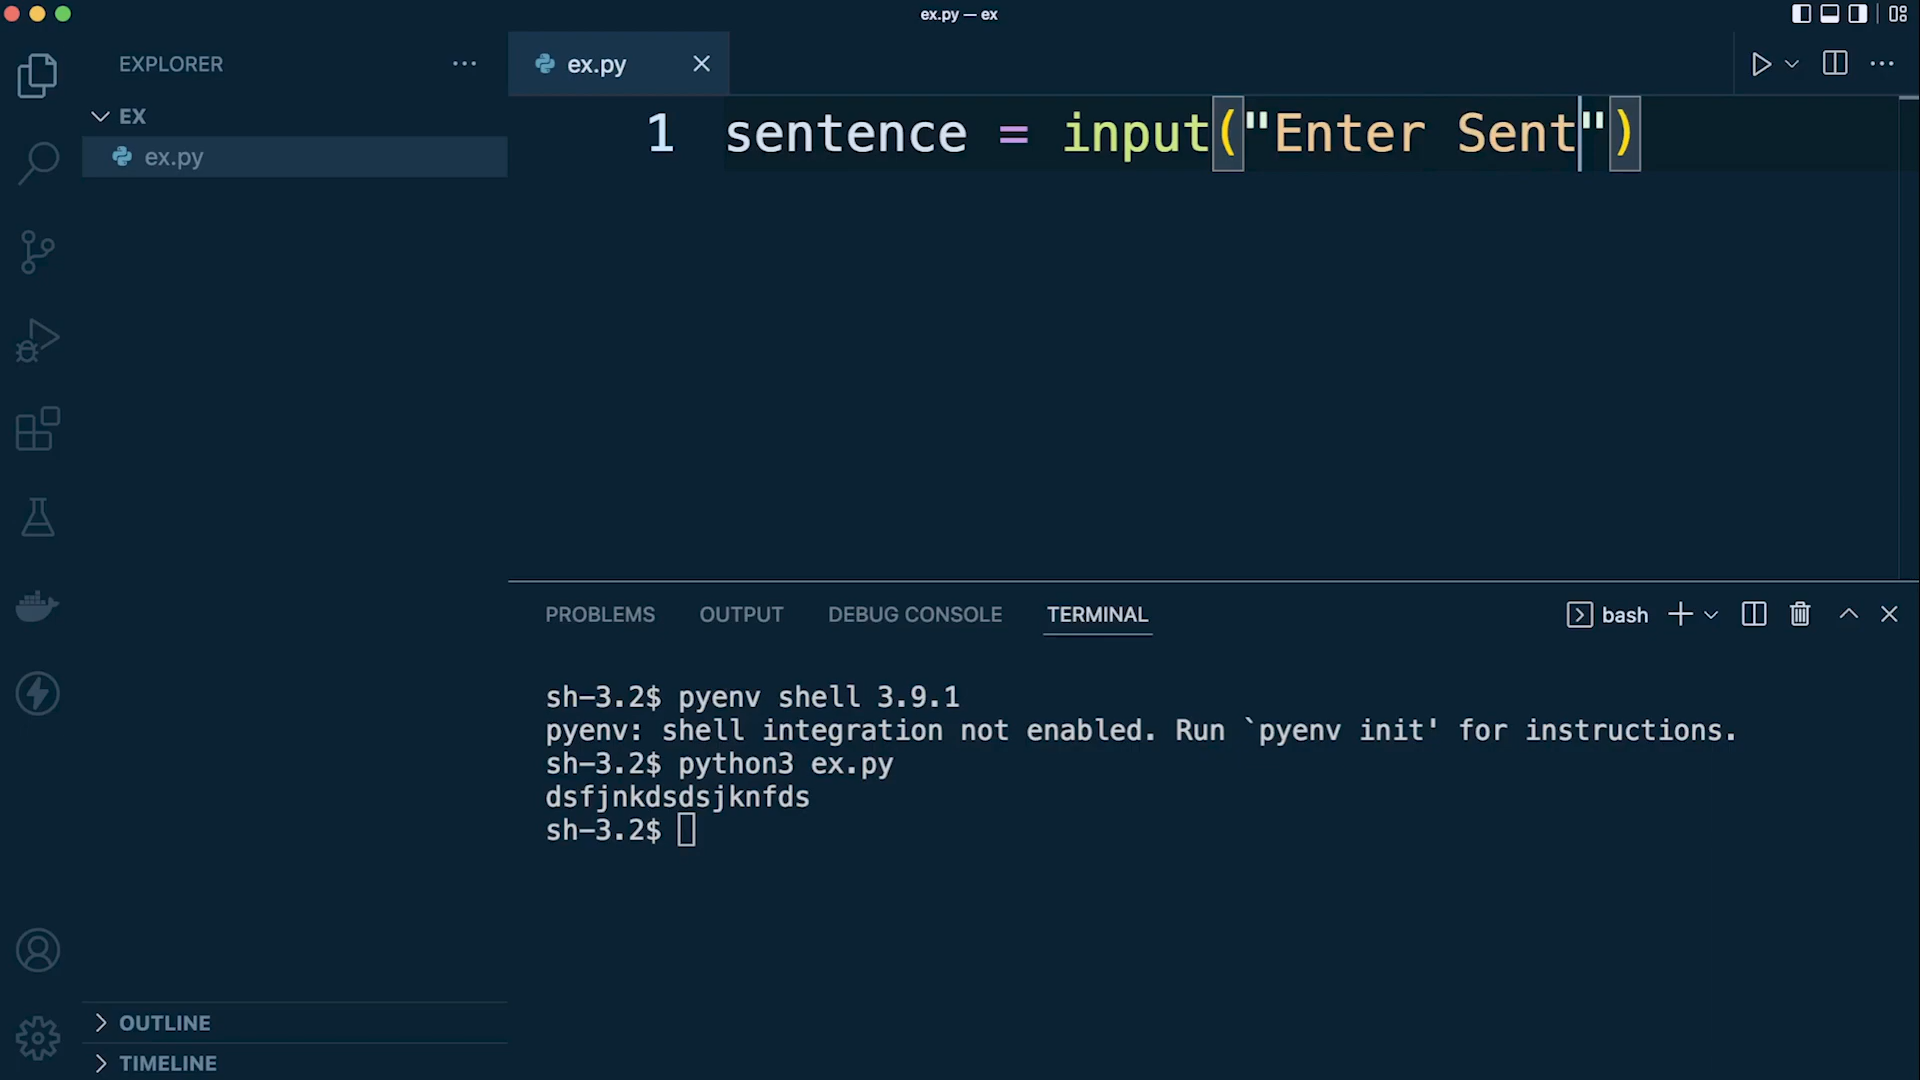 ex.py — ex
EXPLORER
ex.py
EX
ex.py
1 sentence = input("Enter Sent")
PROBLEMS OUTPUT DEBUG CONSOLE TERMINAL bash
sh-3.2$ pyenv shell 3.9.1
pyenv: shell integration not enabled. Run `pyenv init' for instructions.
sh-3.2$ python3 ex.py
dsfjnkdsdsjknfds
sh-3.2$
OUTLINE
TIMELINE